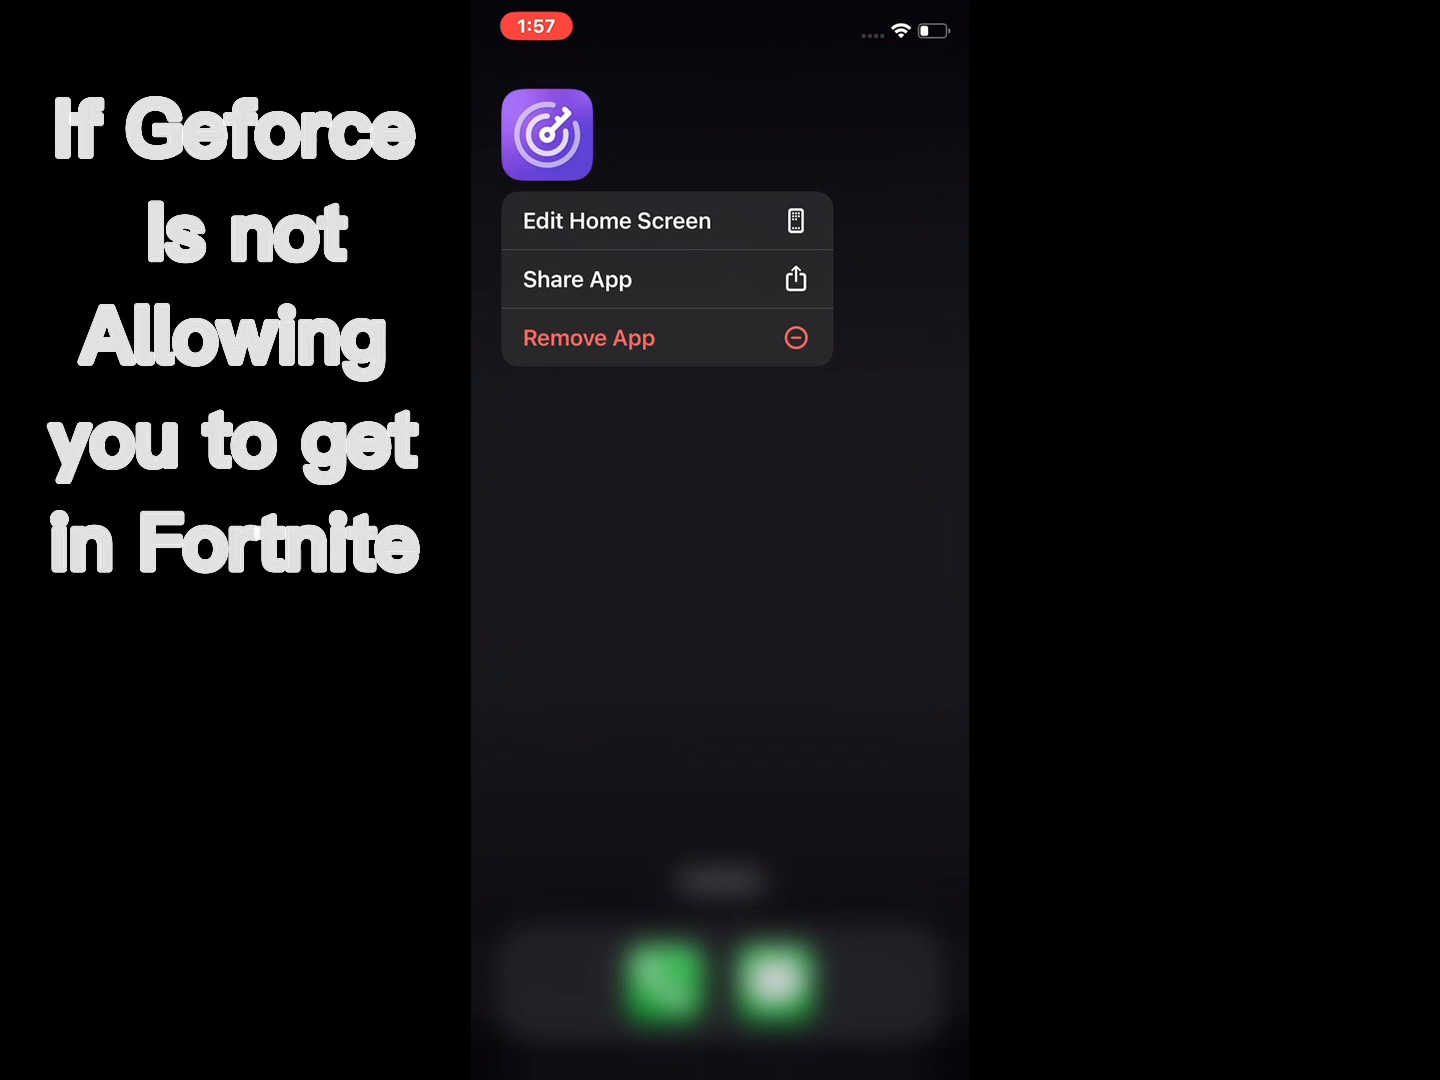 1:57
If Geforce
Is not
Allowing
you to get
in Fortnite
Edit Home Screen
Share App
Remove App